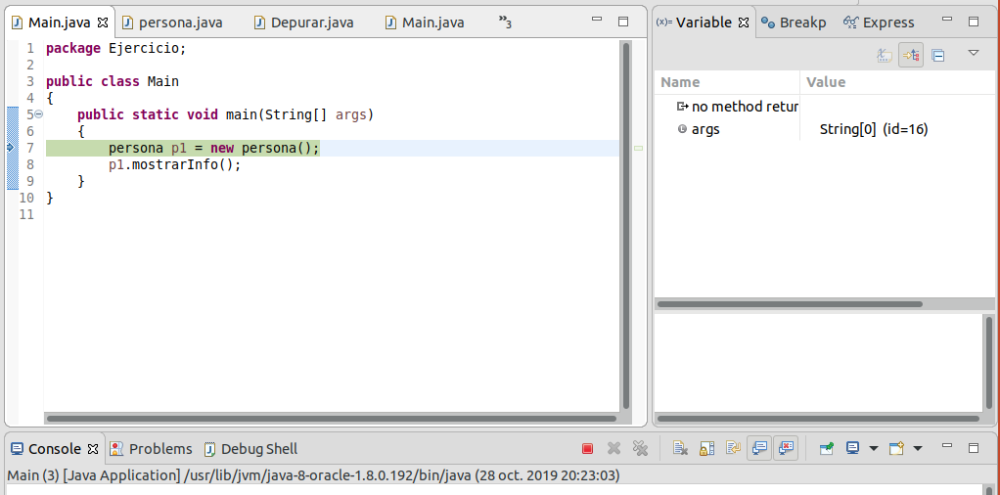 Main.java persona.java Depurar.java Main.java »3
1 package Ejercicio;
2
3 public class Main
4 {
5 public static void main(String[] args)
6 {
7 persona p1 = new persona();
8 p1.mostrarInfo();
9 }
10 }
11
(x)= Variable Breakp Express
Name Value
no method retur
args String[0] (id=16)
Console Problems Debug Shell
Main (3) [Java Application] /usr/lib/jvm/java-8-oracle-1.8.0.192/bin/java (28 oct. 2019 20:23:03)